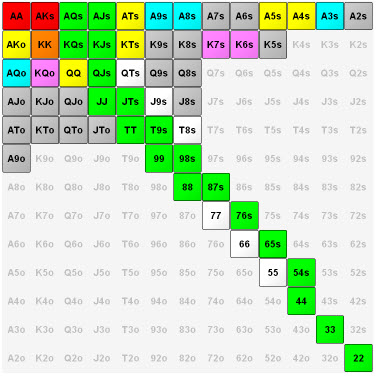 AA AKs AQs AJs ATs A9s A8s A7s A6s A5s A4s A3s A2s
AKo KK KQs KJs KTs K9s K8s K7s K6s K5s K4s K3s K2s
AQo KQo QQ QJs QTs Q9s Q8s Q7s Q6s Q5s Q4s Q3s Q2s
AJo KJo QJo JJ JTs J9s J8s J7s J6s J5s J4s J3s J2s
ATo KTo QTo JTo TT T9s T8s T7s T6s T5s T4s T3s T2s
A9o K9o Q9o J9o T9o 99 98s 97s 96s 95s 94s 93s 92s
A8o K8o Q8o J8o T8o 98o 88 87s 86s 85s 84s 83s 82s
A7o K7o Q7o J7o T7o 97o 87o 77 76s 75s 74s 73s 72s
A6o K6o Q6o J6o T6o 96o 86o 76o 66 65s 64s 63s 62s
A5o K5o Q5o J5o T5o 95o 85o 75o 65o 55 54s 53s 52s
A4o K4o Q4o J4o T4o 94o 84o 74o 64o 54o 44 43s 42s
A3o K3o Q3o J3o T3o 93o 83o 73o 63o 53o 43o 33 32s
A2o K2o Q2o J2o T2o 92o 82o 72o 62o 52o 42o 32o 22